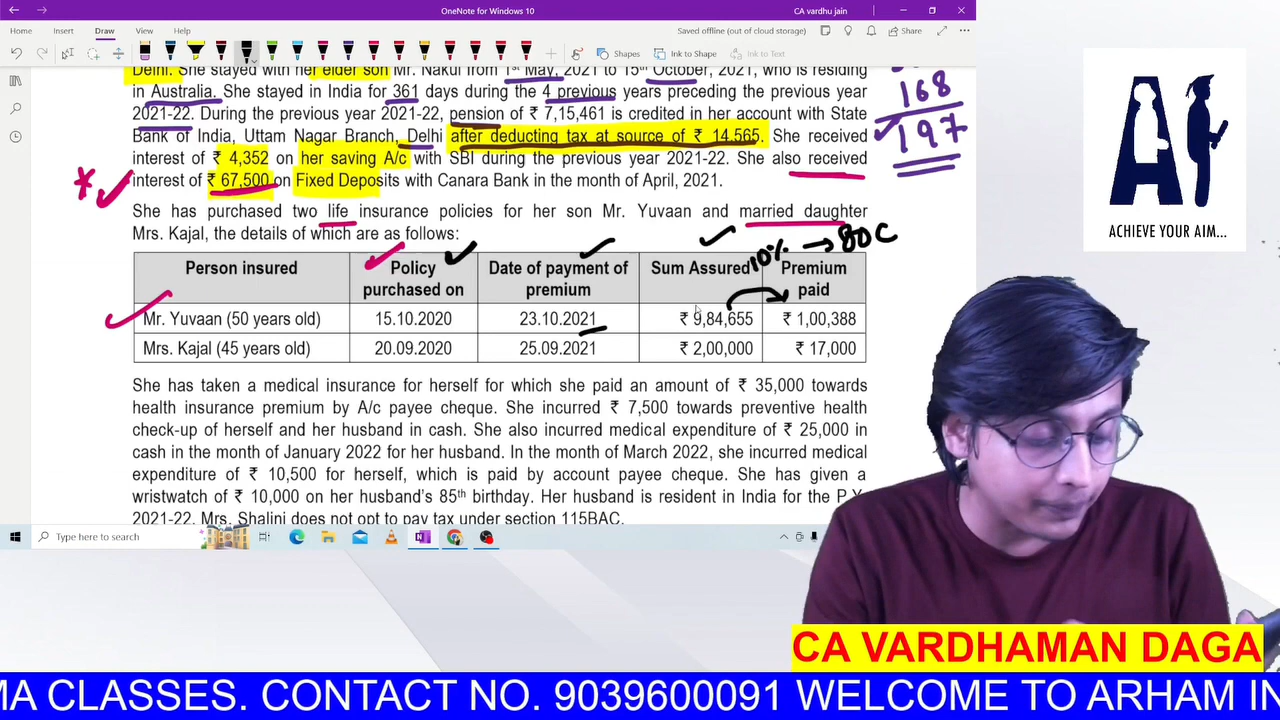 OneNote for Windows 10
CA vardhu jain
Home Insert Draw View Help
Saved offline (out of cloud storage)
Share
Shapes Ink to Shape Ink to Text
Delhi. She stayed with her elder son Mr. Nakul from 1st May, 2021 to 15th October, 2021, who is residing
in Australia. She stayed in India for 361 days during the 4 previous years preceding the previous year
2021-22. During the previous year 2021-22, pension of ₹ 7,15,461 is credited in her account with State
Bank of India, Uttam Nagar Branch, Delhi after deducting tax at source of ₹ 14,565. She received
interest of ₹ 4,352 on her saving A/c with SBI during the previous year 2021-22. She also received
interest of ₹ 67,500 on Fixed Deposits with Canara Bank in the month of April, 2021.
168
197
She has purchased two life insurance policies for her son Mr. Yuvaan and married daughter
Mrs. Kajal, the details of which are as follows:
10% → 80C
Person insured Policy purchased on Date of payment of premium Sum Assured Premium paid
Mr. Yuvaan (50 years old) 15.10.2020 23.10.2021 ₹ 9,84,655 ₹ 1,00,388
Mrs. Kajal (45 years old) 20.09.2020 25.09.2021 ₹ 2,00,000 ₹ 17,000
She has taken a medical insurance for herself for which she paid an amount of ₹ 35,000 towards
health insurance premium by A/c payee cheque. She incurred ₹ 7,500 towards preventive health
check-up of herself and her husband in cash. She also incurred medical expenditure of ₹ 25,000 in
cash in the month of January 2022 for her husband. In the month of March 2022, she incurred medical
expenditure of ₹ 10,500 for herself, which is paid by account payee cheque. She has given a
wristwatch of ₹ 10,000 on her husband's 85th birthday. Her husband is resident in India for the P.Y.
2021-22. Mrs. Shalini does not opt to pay tax under section 115BAC.
Type here to search
A
ACHIEVE YOUR AIM...
CA VARDHAMAN DAGA
MA CLASSES. CONTACT NO. 9039600091 WELCOME TO ARHAM IN